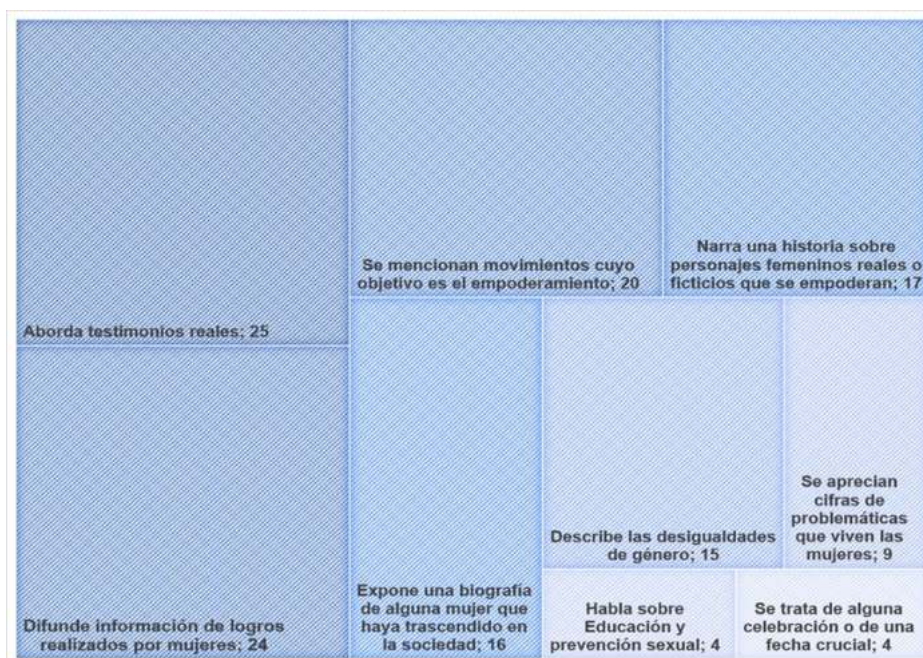 Aborda testimonios reales; 25
Se mencionan movimientos cuyo
objetivo es el empoderamiento; 20
Narra una historia sobre
personajes femeninos reales o
ficticios que se empoderan; 17
Difunde información de logros
realizados por mujeres; 24
Expone una biografía
de alguna mujer que
haya trascendido en
la sociedad; 16
Describe las desigualdades
de género; 15
Se aprecian
cifras de
problemáticas
que viven las
mujeres; 9
Habla sobre
Educación y
prevención sexual; 4
Se trata de alguna
celebración o de una
fecha crucial; 4